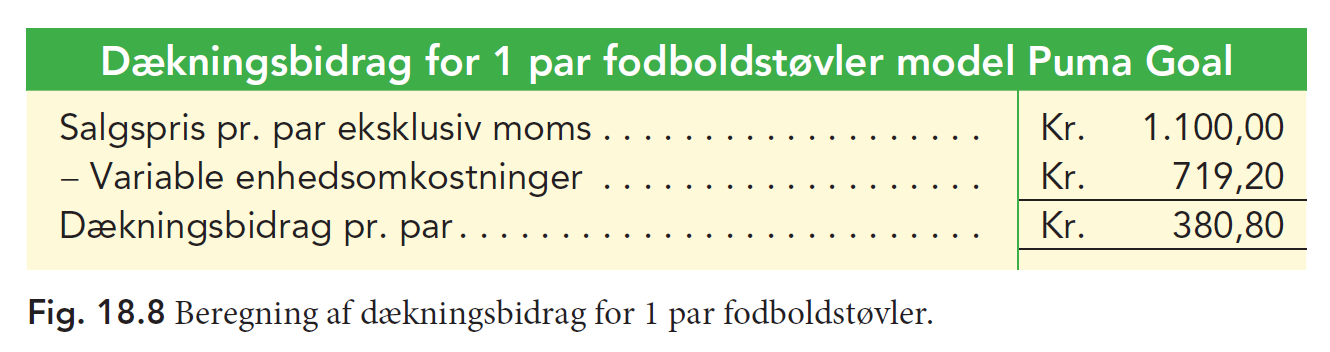 Dækningsbidrag for 1 par fodboldstøvler model Puma Goal
Salgspris pr. par eksklusiv moms . . . . . . . . . . . . . . . . . . . Kr. 1.100,00
– Variable enhedsomkostninger . . . . . . . . . . . . . . . . . . . Kr. 719,20
Dækningsbidrag pr. par. . . . . . . . . . . . . . . . . . . . . . . . . . Kr. 380,80
Fig. 18.8 Beregning af dækningsbidrag for 1 par fodboldstøvler.